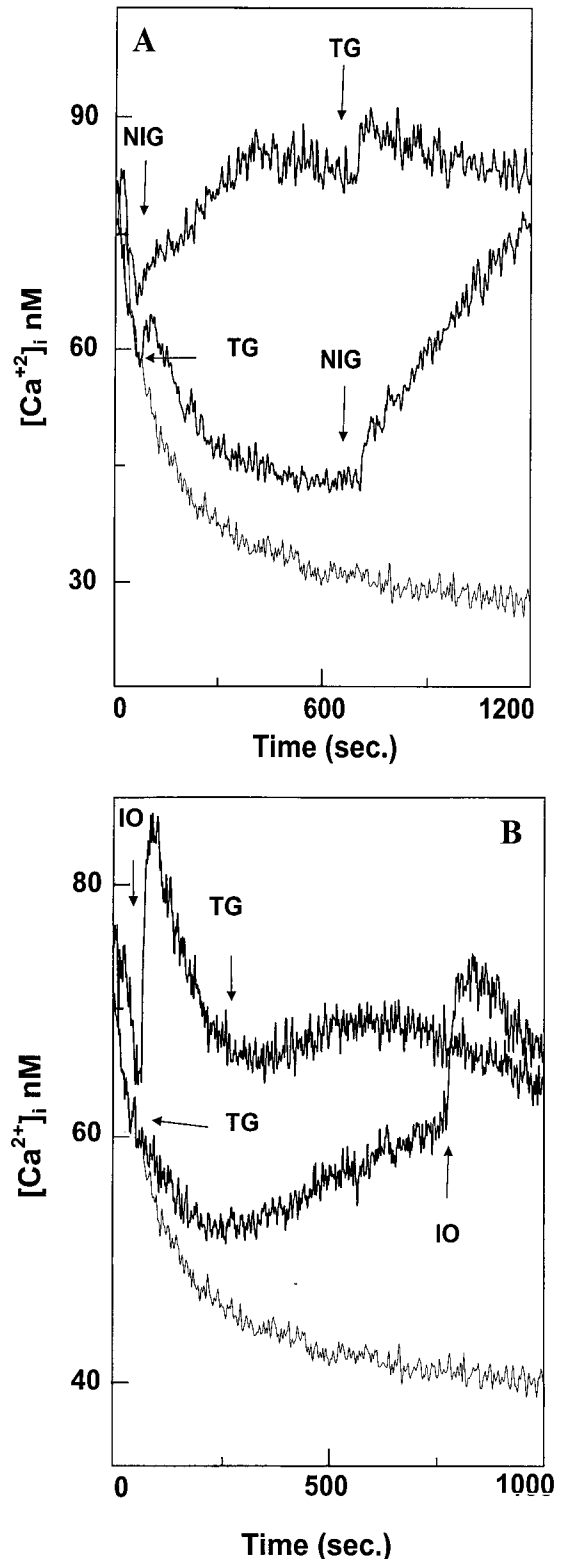 A
TG
90
NIG
60
TG
NIG
[Ca+2]i nM
30
0 600 1200
Time (sec.)
IO
B
80
TG
60
TG
[Ca2+]i nM
IO
40
0 500 1000
Time (sec.)